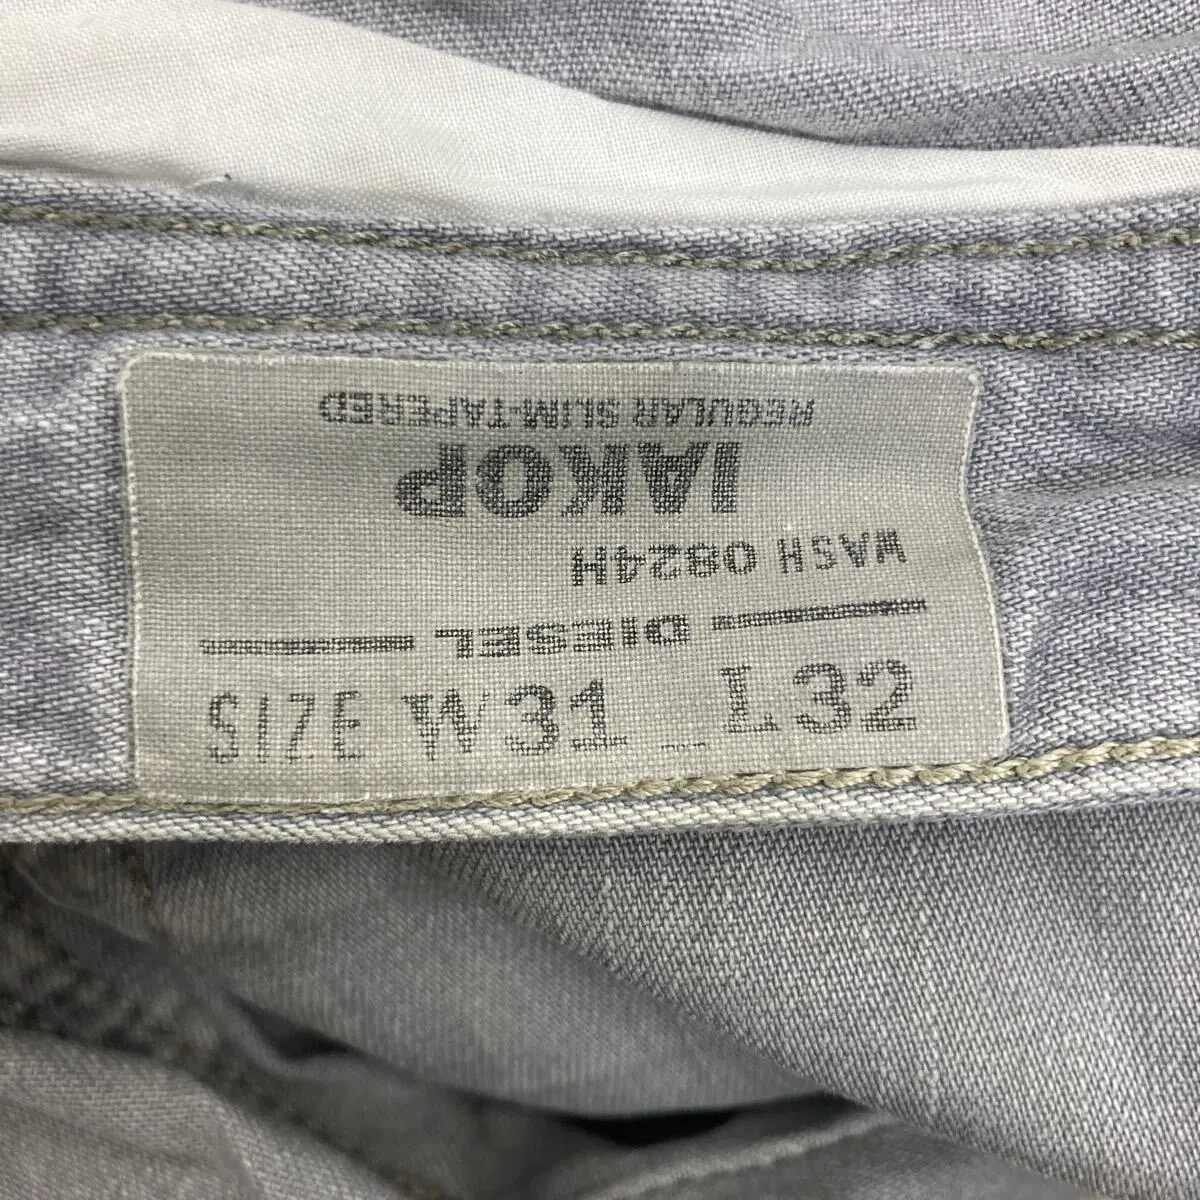 REGULAR SLIM-TAPERED
IAKOP
WASH 0824H
DIESEL
SIZE W31 L32